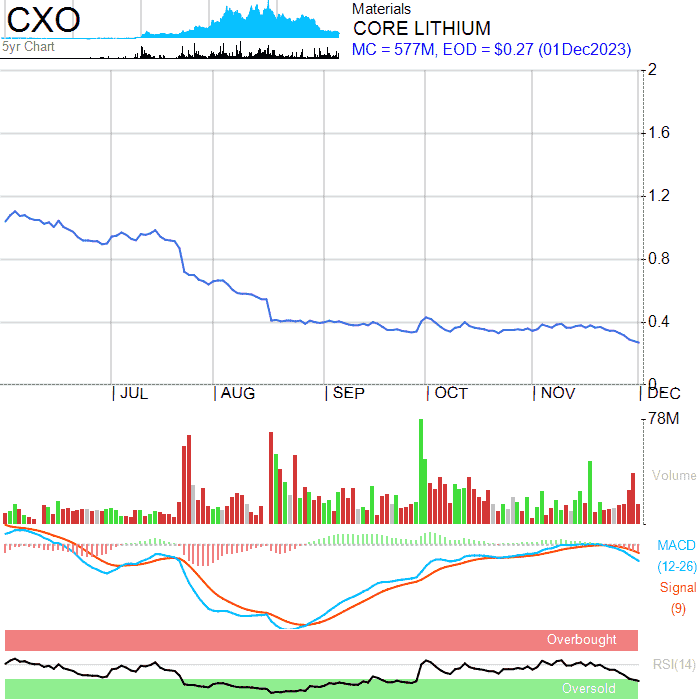 CXO
5yr Chart
Materials
CORE LITHIUM
MC = 577M, EOD = $0.27 (01Dec2023)
2
1.6
1.2
0.8
0.4
0
JUL
AUG
SEP
OCT
NOV
DEC
78M
Volume
MACD
(12-26)
Signal
(9)
Overbought
RSI(14)
Oversold